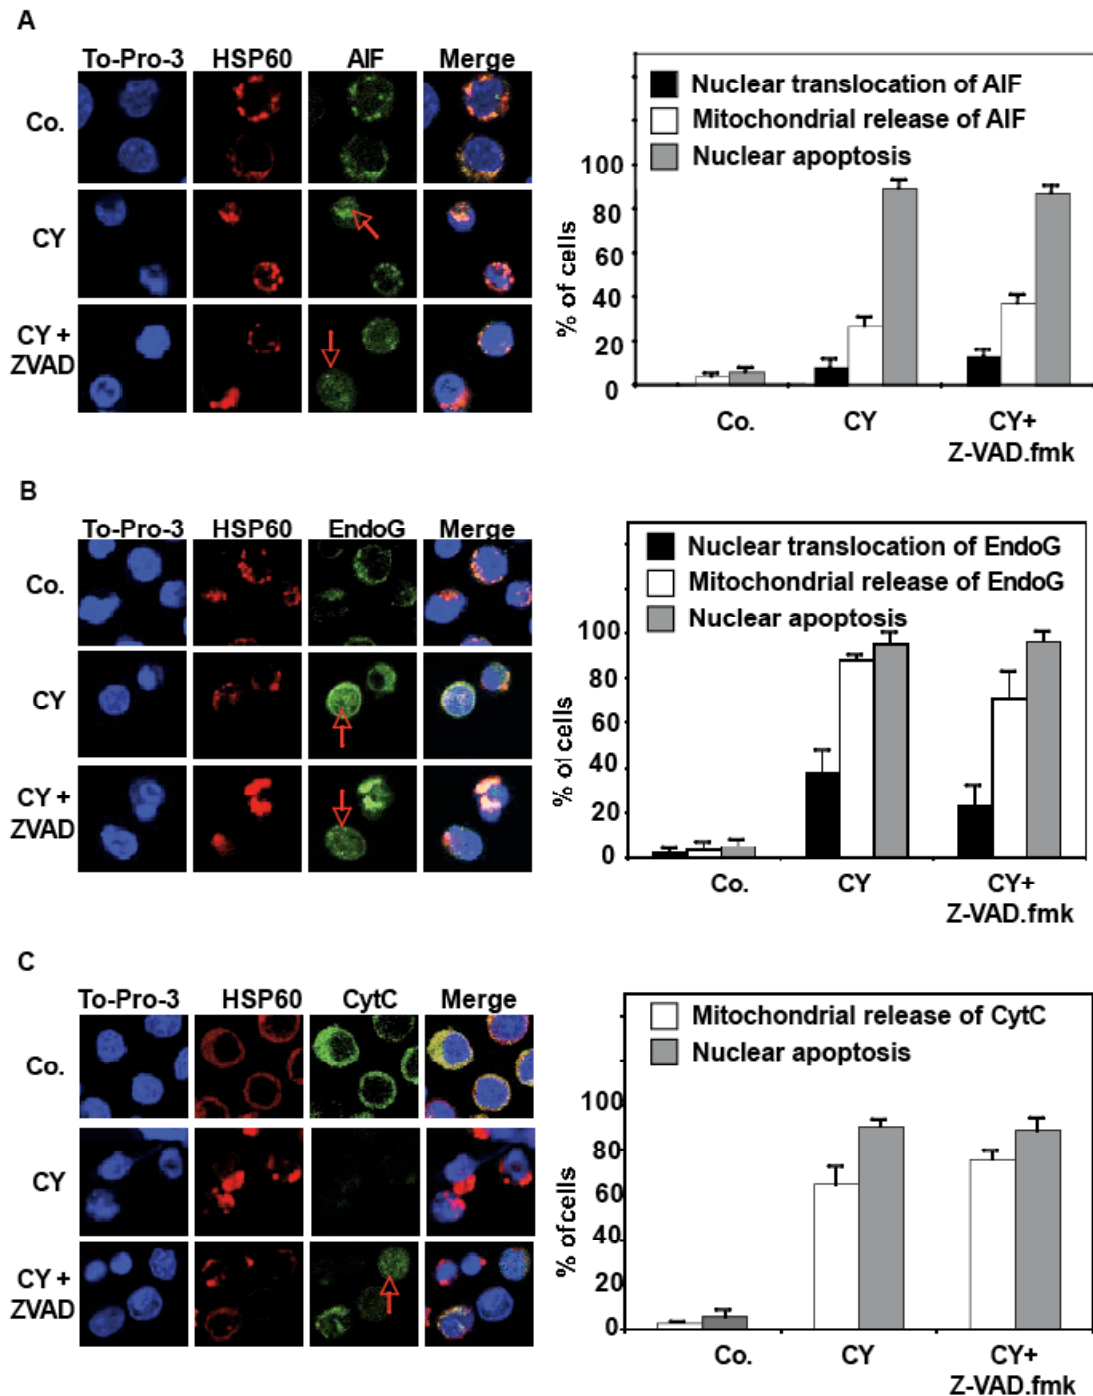 A
To-Pro-3 HSP60 AIF Merge
Co.
CY
CY +
ZVAD
Nuclear translocation of AIF
Mitochondrial release of AIF
Nuclear apoptosis
% of cells
100
80
60
40
20
0
Co. CY CY+
Z-VAD.fmk
B
To-Pro-3 HSP60 EndoG Merge
Co.
CY
CY +
ZVAD
Nuclear translocation of EndoG
Mitochondrial release of EndoG
Nuclear apoptosis
% of cells
100
80
60
40
20
0
Co. CY CY+
Z-VAD.fmk
C
To-Pro-3 HSP60 CytC Merge
Co.
CY
CY +
ZVAD
Mitochondrial release of CytC
Nuclear apoptosis
% of cells
100
80
60
40
20
0
Co. CY CY+
Z-VAD.fmk